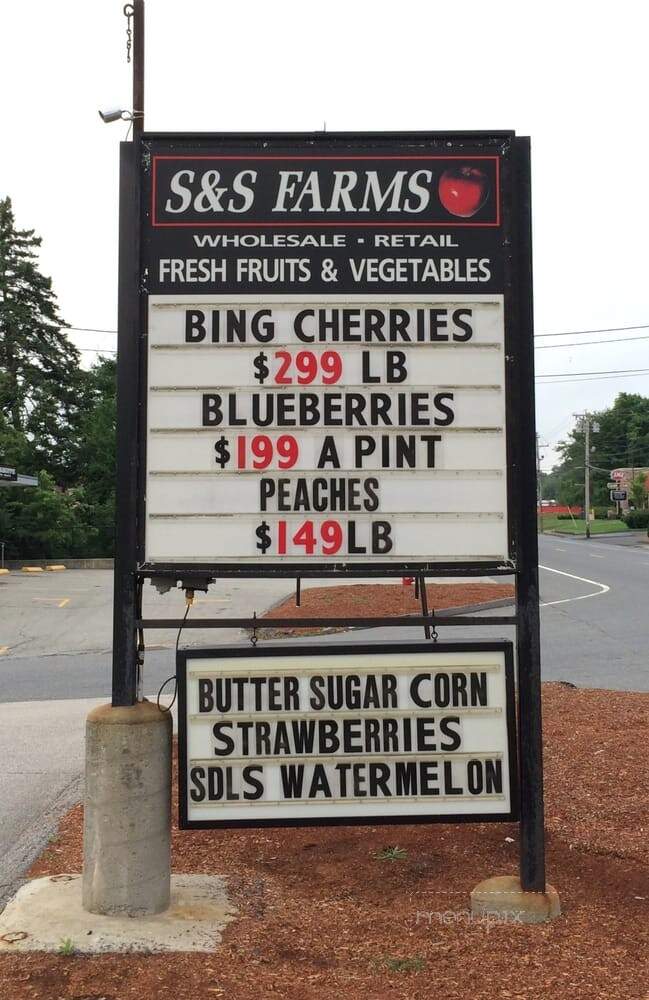 S&S FARMS
WHOLESALE • RETAIL
FRESH FRUITS & VEGETABLES
BING CHERRIES
$299 LB
BLUEBERRIES
$199 A PINT
PEACHES
$149LB
BUTTER SUGAR CORN
STRAWBERRIES
SDLS WATERMELON
menupix